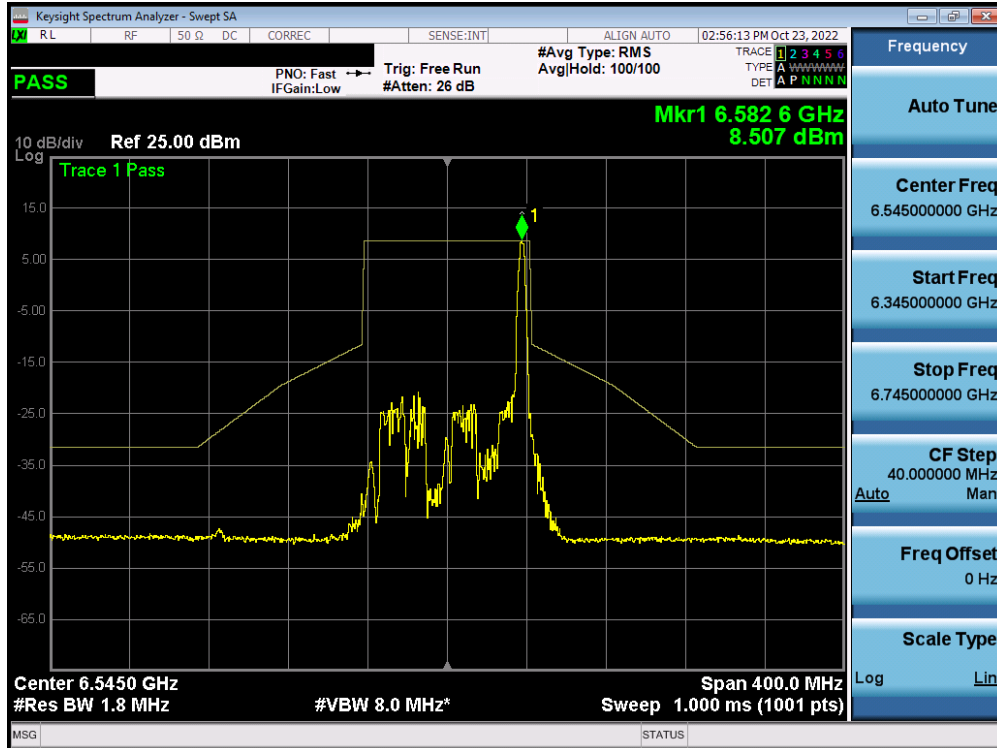 Keysight Spectrum Analyzer - Swept SA
LXI RL RF 50 Ω DC CORREC SENSE:INT ALIGN AUTO 02:56:13 PM Oct 23, 2022
PASS
PNO: Fast
IFGain:Low
Trig: Free Run
#Atten: 26 dB
#Avg Type: RMS
Avg|Hold: 100/100
TRACE 1 2 3 4 5 6
TYPE A WWWWW
DET A P N N N N
Mkr1 6.582 6 GHz
8.507 dBm
10 dB/div Ref 25.00 dBm
Log
Trace 1 Pass
1
15.0
5.00
-5.00
-15.0
-25.0
-35.0
-45.0
-55.0
-65.0
Center 6.5450 GHz Span 400.0 MHz
#Res BW 1.8 MHz #VBW 8.0 MHz* Sweep 1.000 ms (1001 pts)
MSG STATUS
Frequency
Auto Tune
Center Freq
6.545000000 GHz
Start Freq
6.345000000 GHz
Stop Freq
6.745000000 GHz
CF Step
40.000000 MHz
Auto Man
Freq Offset
0 Hz
Scale Type
Log Lin